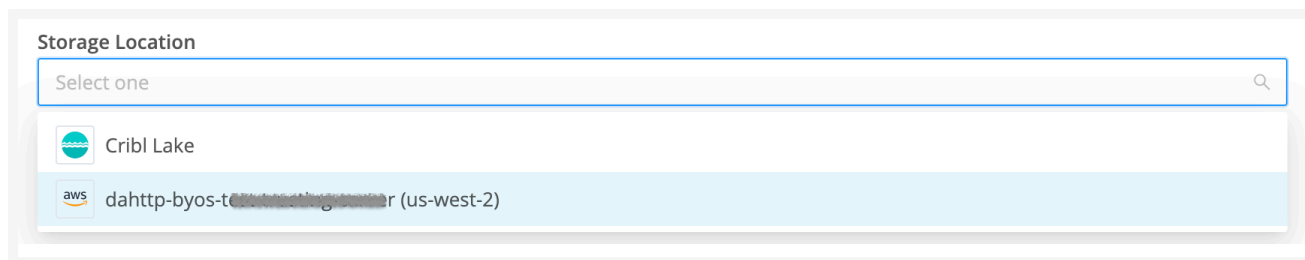 Storage Location
Select one
Cribl Lake
aws dahttp-byos-t r (us-west-2)